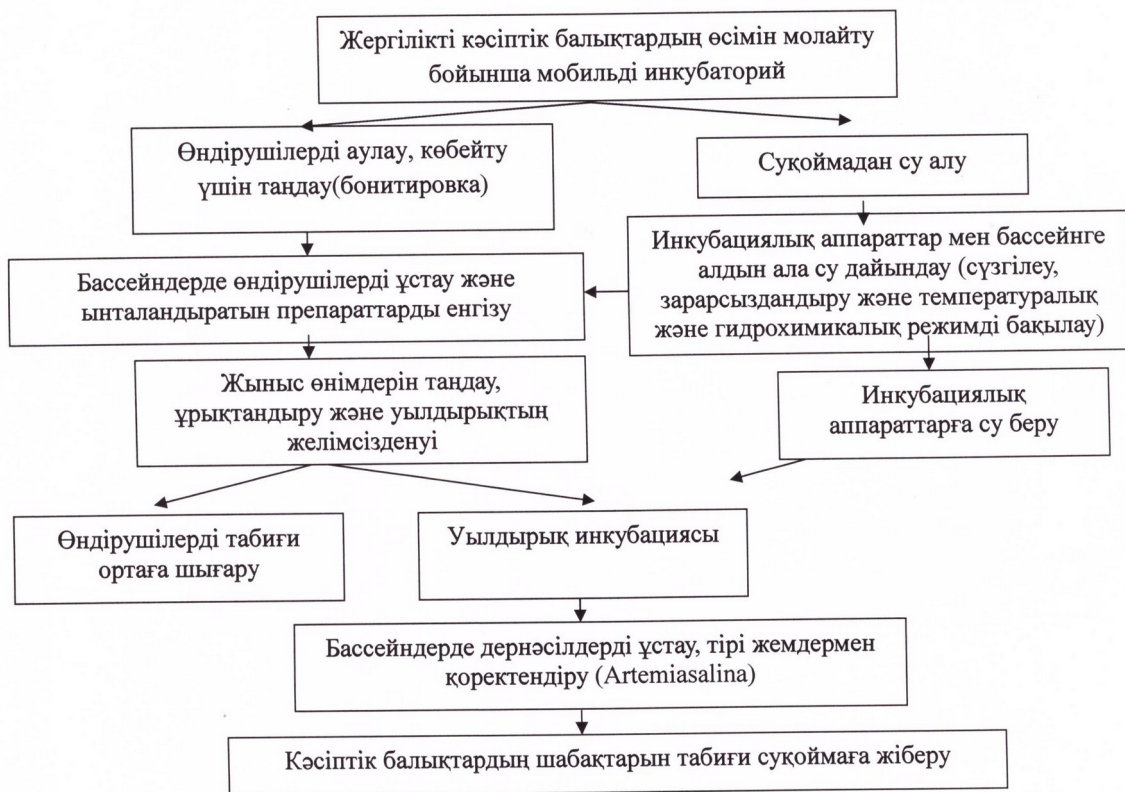 Жергілікті кәсіптік балықтардың өсімін молайту
бойынша мобильді инкубаторий
Өндірушілерді аулау, көбейту
үшін таңдау(бонитировка)
Суқоймадан су алу
Бассейндерде өндірушілерді ұстау және
ынталандыратын препараттарды енгізу
Инкубациялық аппараттар мен бассейнге
алдын ала су дайындау (сүзгілеу,
зарарсыздандыру және температуралық
және гидрохимикалық режимді бақылау)
Жыныс өнімдерін таңдау,
ұрықтандыру және уылдырықтың
желімсізденуі
Инкубациялық
аппараттарға су беру
Өндірушілерді табиғи
ортаға шығару
Уылдырық инкубациясы
Бассейндерде дернәсілдерді ұстау, тірі жемдермен
қоректендіру (Artemiasalina)
Кәсіптік балықтардың шабақтарын табиғи суқоймаға жіберу